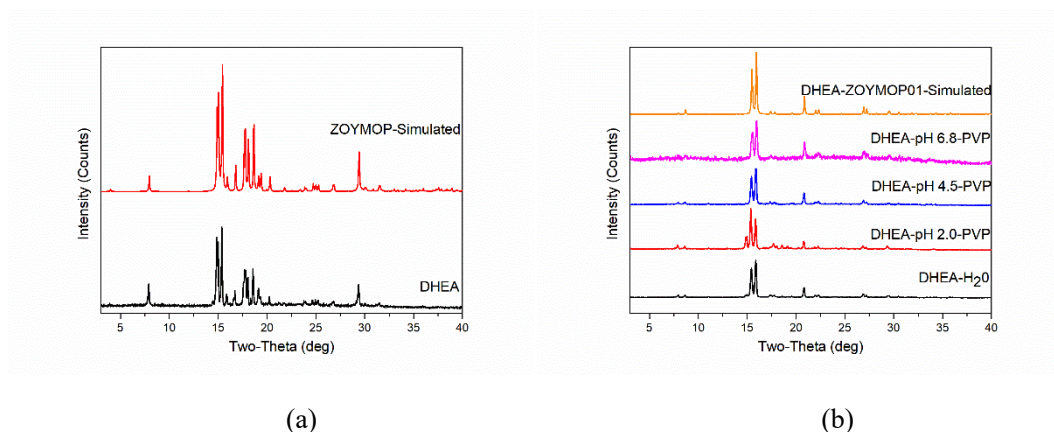 ZOYMOP-Simulated
DHEA
Intensity (Counts)
5 10 15 20 25 30 35 40
Two-Theta (deg)
(a)
DHEA-ZOYMOP01-Simulated
DHEA-pH 6.8-PVP
DHEA-pH 4.5-PVP
DHEA-pH 2.0-PVP
DHEA-H₂0
Intensity (Counts)
5 10 15 20 25 30 35 40
Two-Theta (deg)
(b)